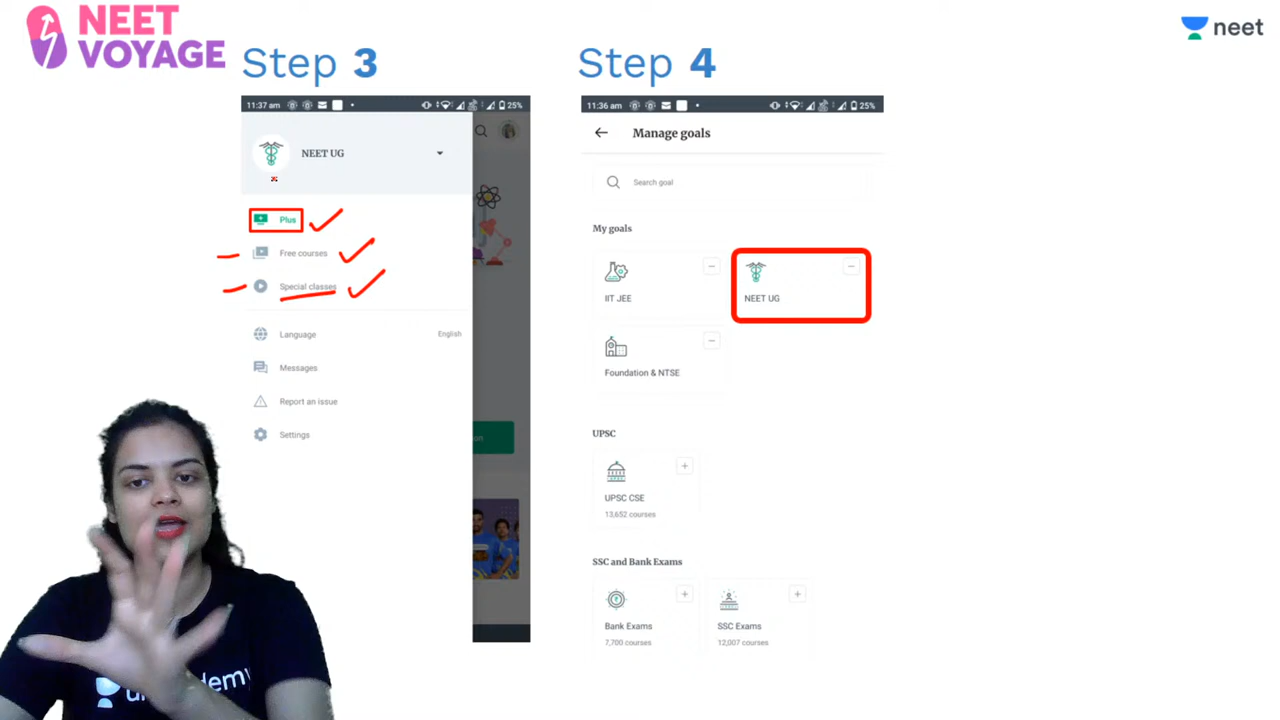 NEET
VOYAGE
neet
Step 3
Step 4
11:37 am
25%
NEET UG
Plus
Free courses
Special classes
Language
English
Messages
Report an issue
Settings
11:36 am
25%
Manage goals
Search goal
My goals
IIT JEE
NEET UG
Foundation & NTSE
UPSC
UPSC CSE
13,652 courses
SSC and Bank Exams
Bank Exams
7,700 courses
SSC Exams
12,007 courses